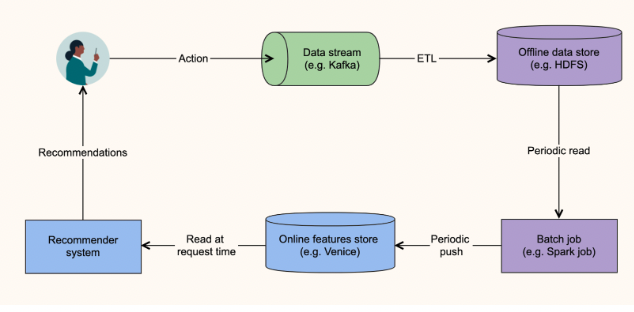 Action
Data stream
(e.g. Kafka)
ETL
Offline data store
(e.g. HDFS)
Recommendations
Periodic read
Recommender
system
Read at
request time
Online features store
(e.g. Venice)
Periodic
push
Batch job
(e.g. Spark job)